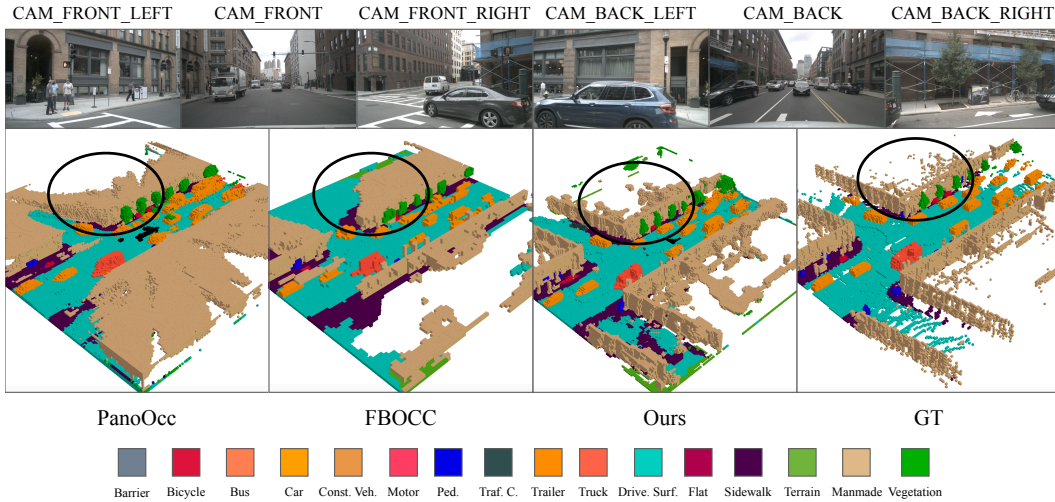 CAM_FRONT_LEFT CAM_FRONT CAM_FRONT_RIGHT CAM_BACK_LEFT CAM_BACK CAM_BACK_RIGHT
PanoOcc FBOCC Ours GT
Barrier Bicycle Bus Car Const. Veh. Motor Ped. Traf. C. Trailer Truck Drive. Surf. Flat Sidewalk Terrain Manmade Vegetation